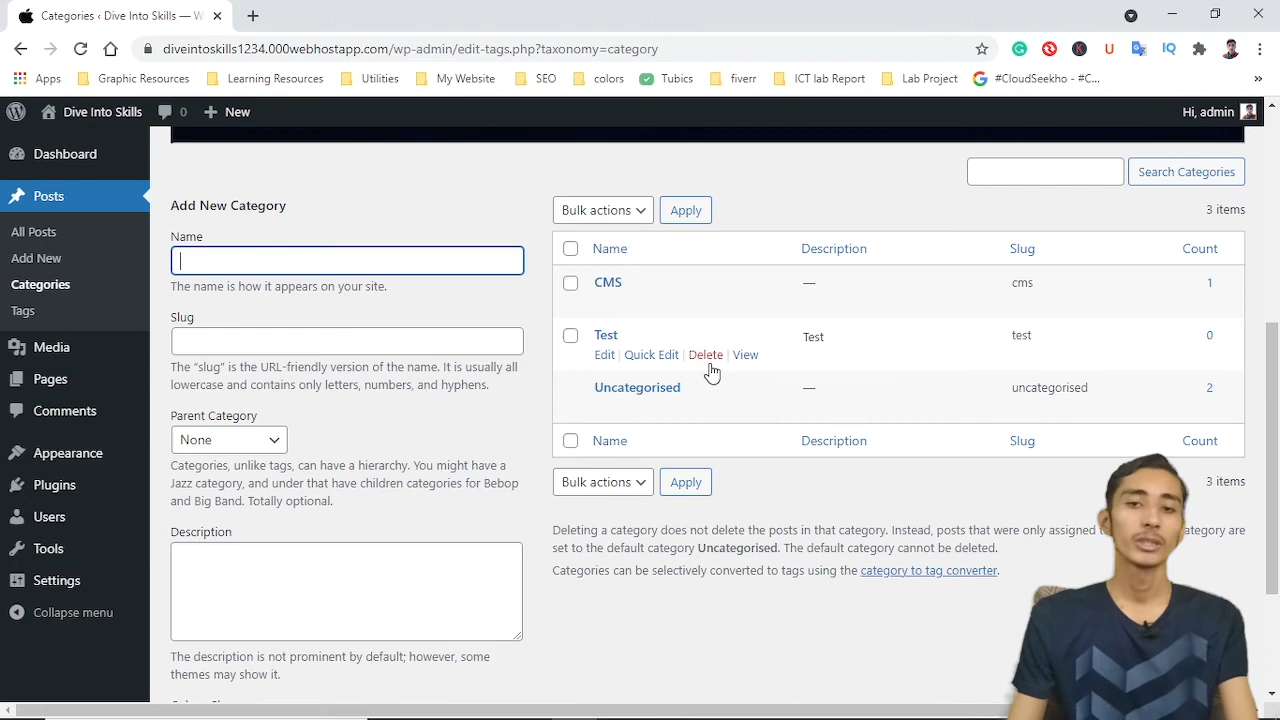 Categories ‹ Dive Into Skills — W
diveintoskills1234.000webhostapp.com/wp-admin/edit-tags.php?taxonomy=category
Apps Graphic Resources Learning Resources Utilities My Website SEO colors Tubics fiverr ICT lab Report Lab Project #CloudSeekho - #C... »
Dive Into Skills 0 New Hi, admin
Dashboard
Posts
All Posts
Add New
Categories
Tags
Media
Pages
Comments
Appearance
Plugins
Users
Tools
Settings
Collapse menu
Search Categories
Add New Category
Name
The name is how it appears on your site.
Slug
The “slug” is the URL-friendly version of the name. It is usually all
lowercase and contains only letters, numbers, and hyphens.
Parent Category
None
Categories, unlike tags, can have a hierarchy. You might have a
Jazz category, and under that have children categories for Bebop
and Big Band. Totally optional.
Description
The description is not prominent by default; however, some
themes may show it.
Bulk actions Apply 3 items
Name Description Slug Count
CMS — cms 1
Test Test test 0
Edit | Quick Edit | Delete | View
Uncategorised — uncategorised 2
Name Description Slug Count
Bulk actions Apply 3 items
Deleting a category does not delete the posts in that category. Instead, posts that were only assigned ategory are
set to the default category Uncategorised. The default category cannot be deleted.
Categories can be selectively converted to tags using the category to tag converter.